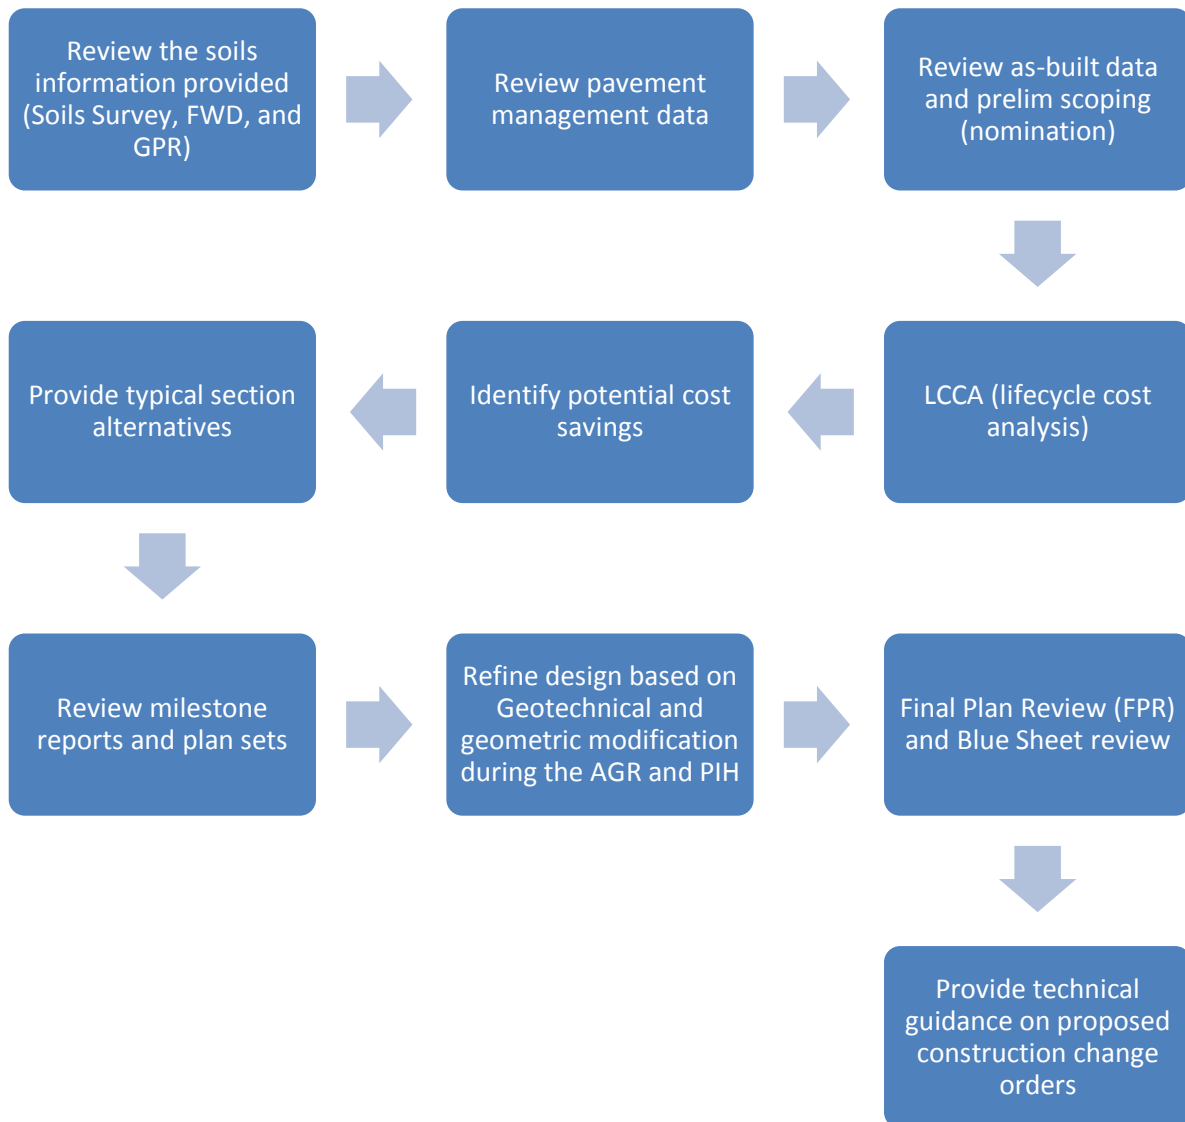 Review the soils
information provided
(Soils Survey, FWD, and
GPR)
Review pavement
management data
Review as-built data
and prelim scoping
(nomination)
LCCA (lifecycle cost
analysis)
Identify potential cost
savings
Provide typical section
alternatives
Review milestone
reports and plan sets
Refine design based on
Geotechnical and
geometric modification
during the AGR and PIH
Final Plan Review (FPR)
and Blue Sheet review
Provide technical
guidance on proposed
construction change
orders